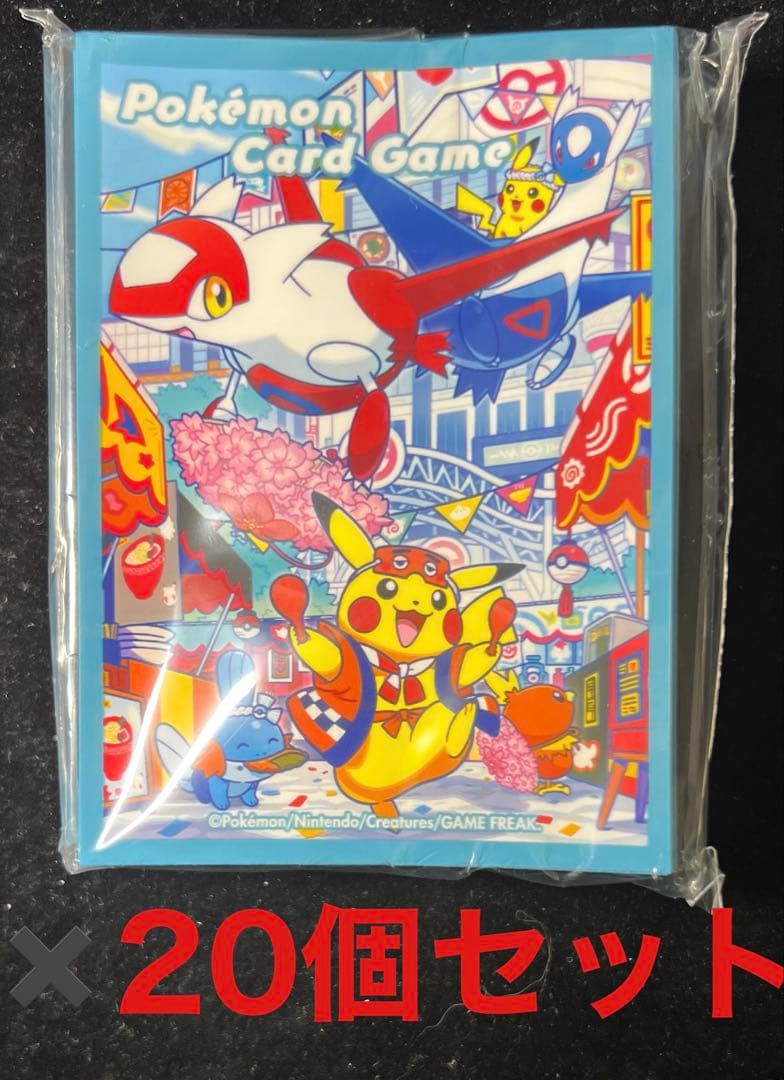 Pokémon
Card Game
©Pokémon/Nintendo/Creatures/GAME FREAK.
✖20個セット